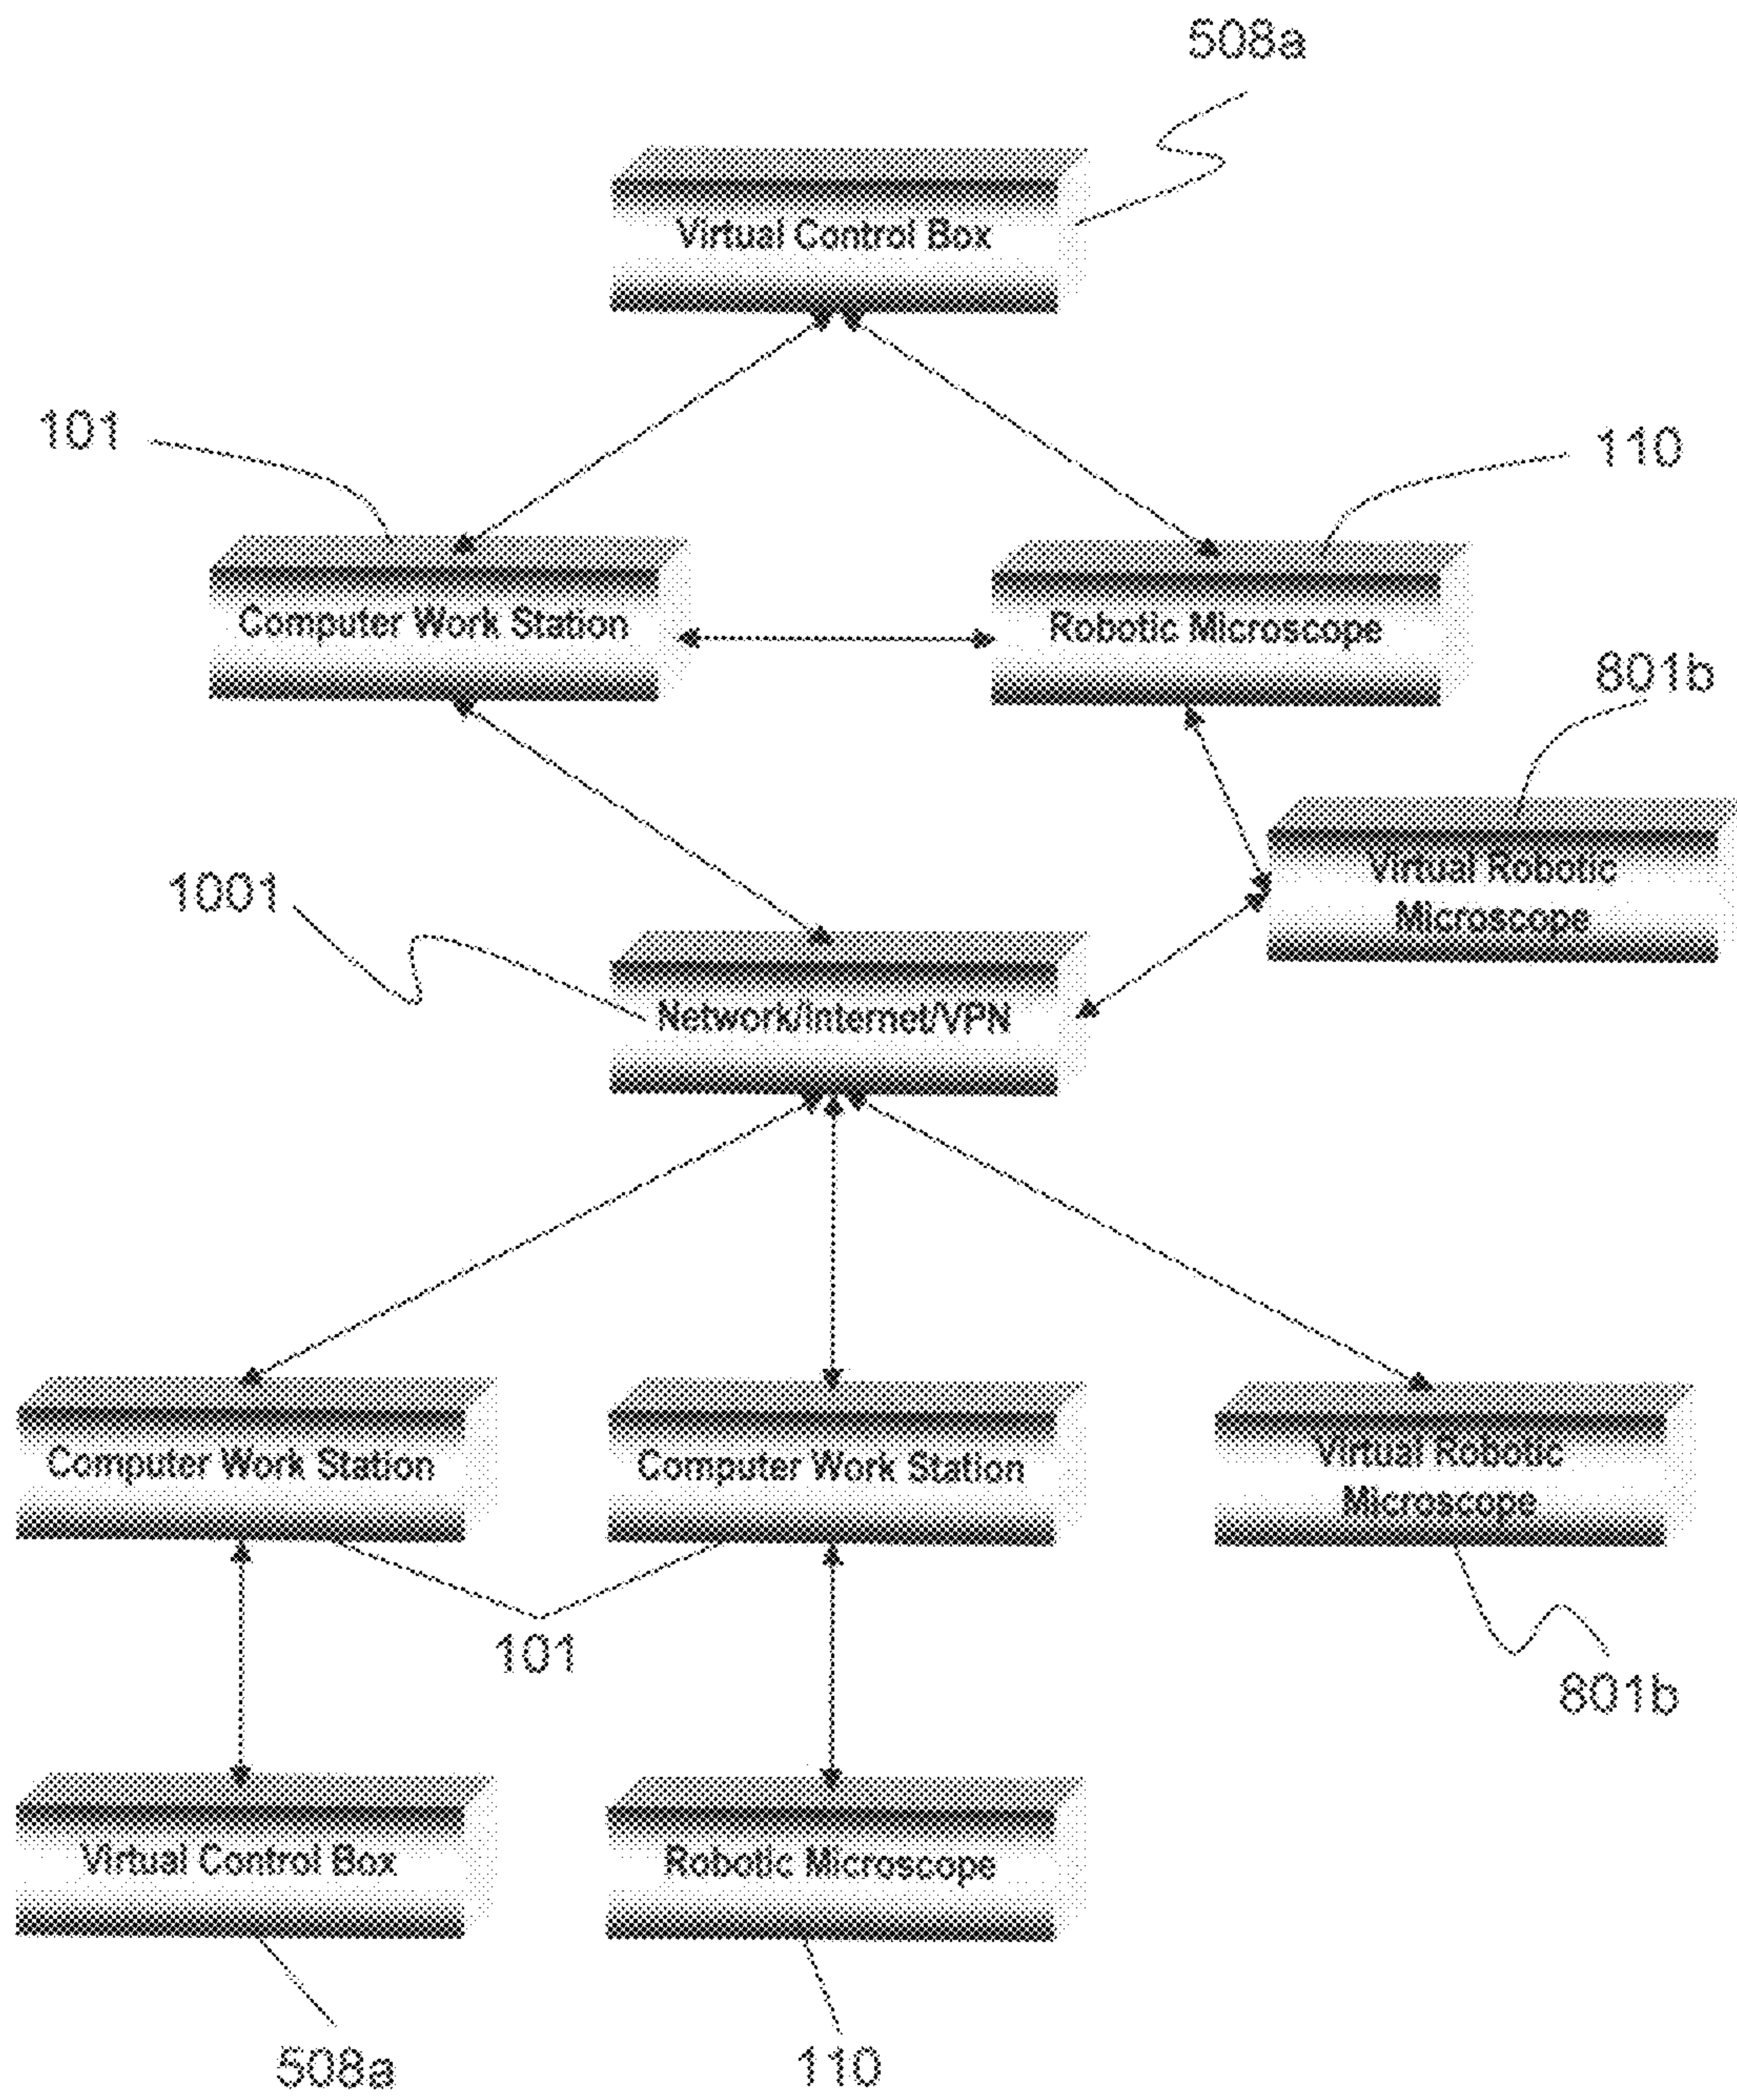 508a
Virtual Control Box
101
110
Computer Work Station
Robotic Microscope
801b
Virtual Robotic
Microscope
1001
Network/Internet/VPN
Computer Work Station
Computer Work Station
Virtual Robotic
Microscope
101
801b
Virtual Control Box
Robotic Microscope
508a
110